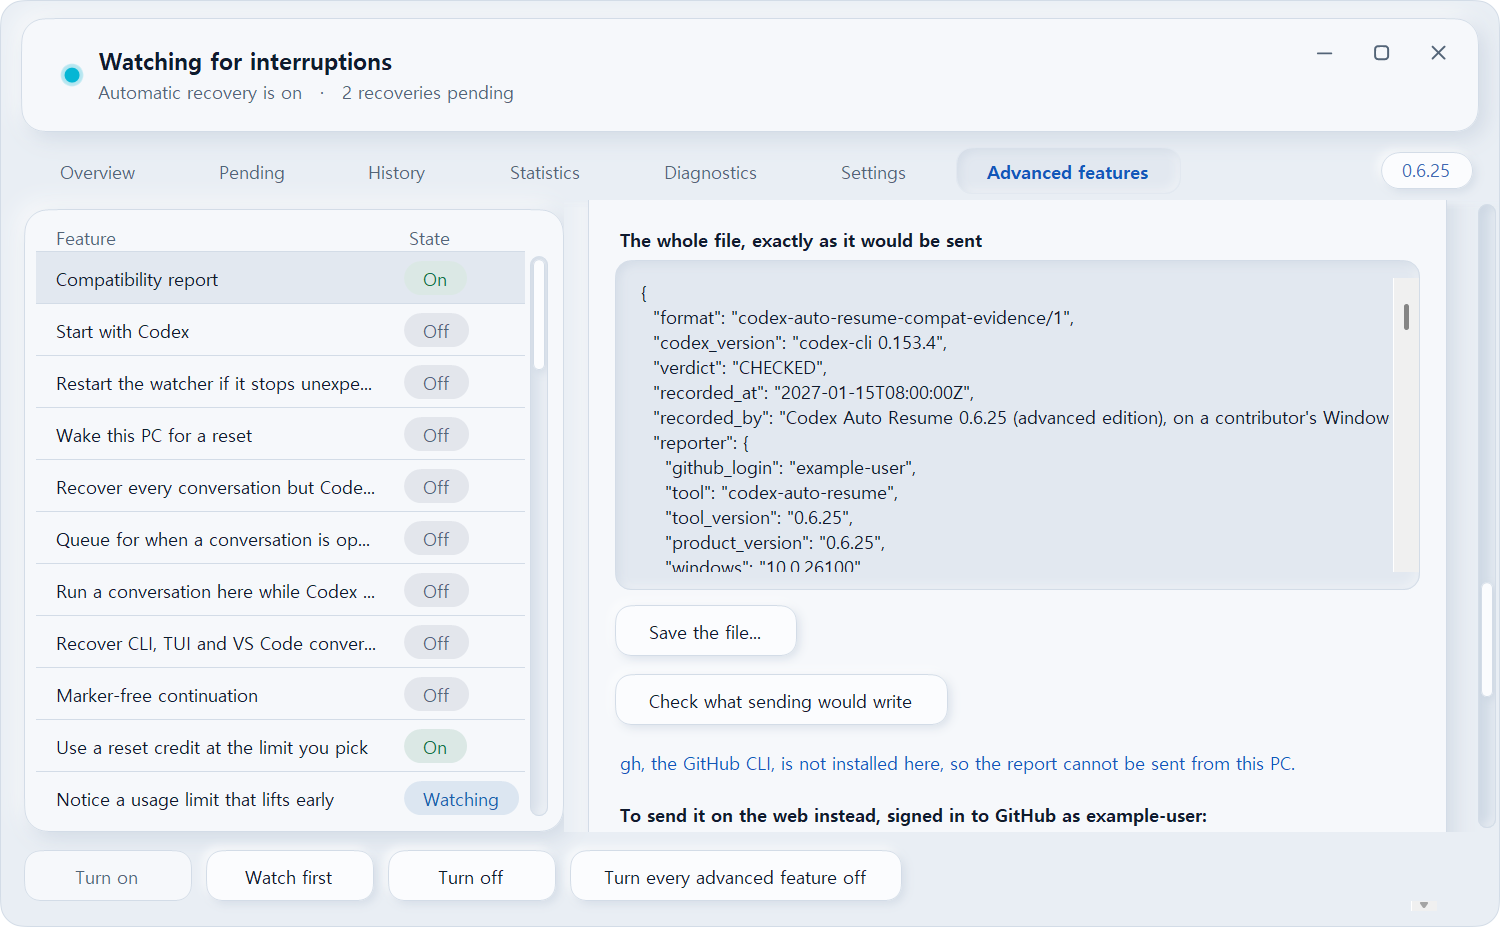 Watching for interruptions
Automatic recovery is on · 2 recoveries pending
Overview
Pending
History
Statistics
Diagnostics
Settings
Advanced features
0.6.25
Feature State
Compatibility report On
Start with Codex Off
Restart the watcher if it stops unexpe... Off
Wake this PC for a reset Off
Recover every conversation but Code... Off
Queue for when a conversation is op... Off
Run a conversation here while Codex ... Off
Recover CLI, TUI and VS Code conver... Off
Marker-free continuation Off
Use a reset credit at the limit you pick On
Notice a usage limit that lifts early Watching
The whole file, exactly as it would be sent
{
"format": "codex-auto-resume-compat-evidence/1",
"codex_version": "codex-cli 0.153.4",
"verdict": "CHECKED",
"recorded_at": "2027-01-15T08:00:00Z",
"recorded_by": "Codex Auto Resume 0.6.25 (advanced edition), on a contributor's Window
"reporter": {
"github_login": "example-user",
"tool": "codex-auto-resume",
"tool_version": "0.6.25",
"product_version": "0.6.25",
"windows": "10.0.26100"
Save the file...
Check what sending would write
gh, the GitHub CLI, is not installed here, so the report cannot be sent from this PC.
To send it on the web instead, signed in to GitHub as example-user:
Turn on
Watch first
Turn off
Turn every advanced feature off